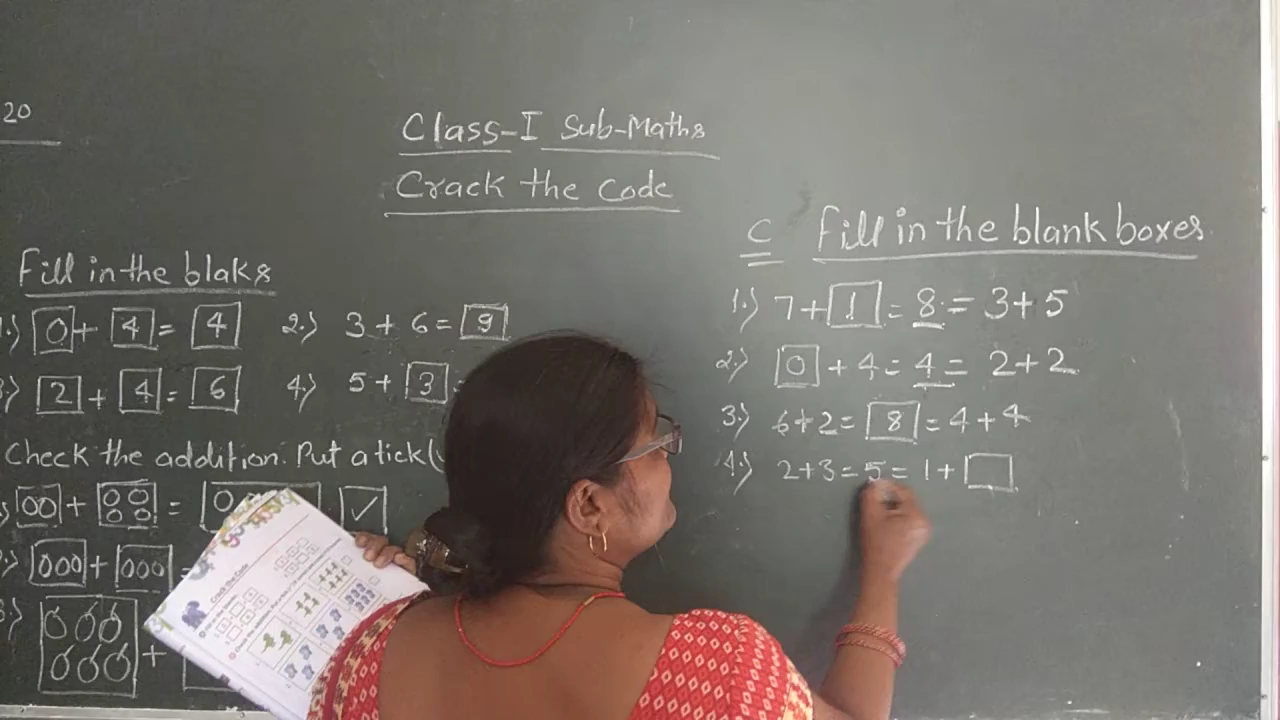 20
Class-I Sub-Maths
Crack the Code
Fill in the blaks
1.) 0 + 4 = 4 2.) 3 + 6 = 9
3) 2 + 4 = 6 4) 5 + 3 =
Check the addition. Put a tick (
C Fill in the blank boxes
1.) 7 + 1 = 8 = 3 + 5
2.) 0 + 4 = 4 = 2 + 2
3.) 6 + 2 = 8 = 4 + 4
4.) 2 + 3 = 5 = 1 +
Crack the Code